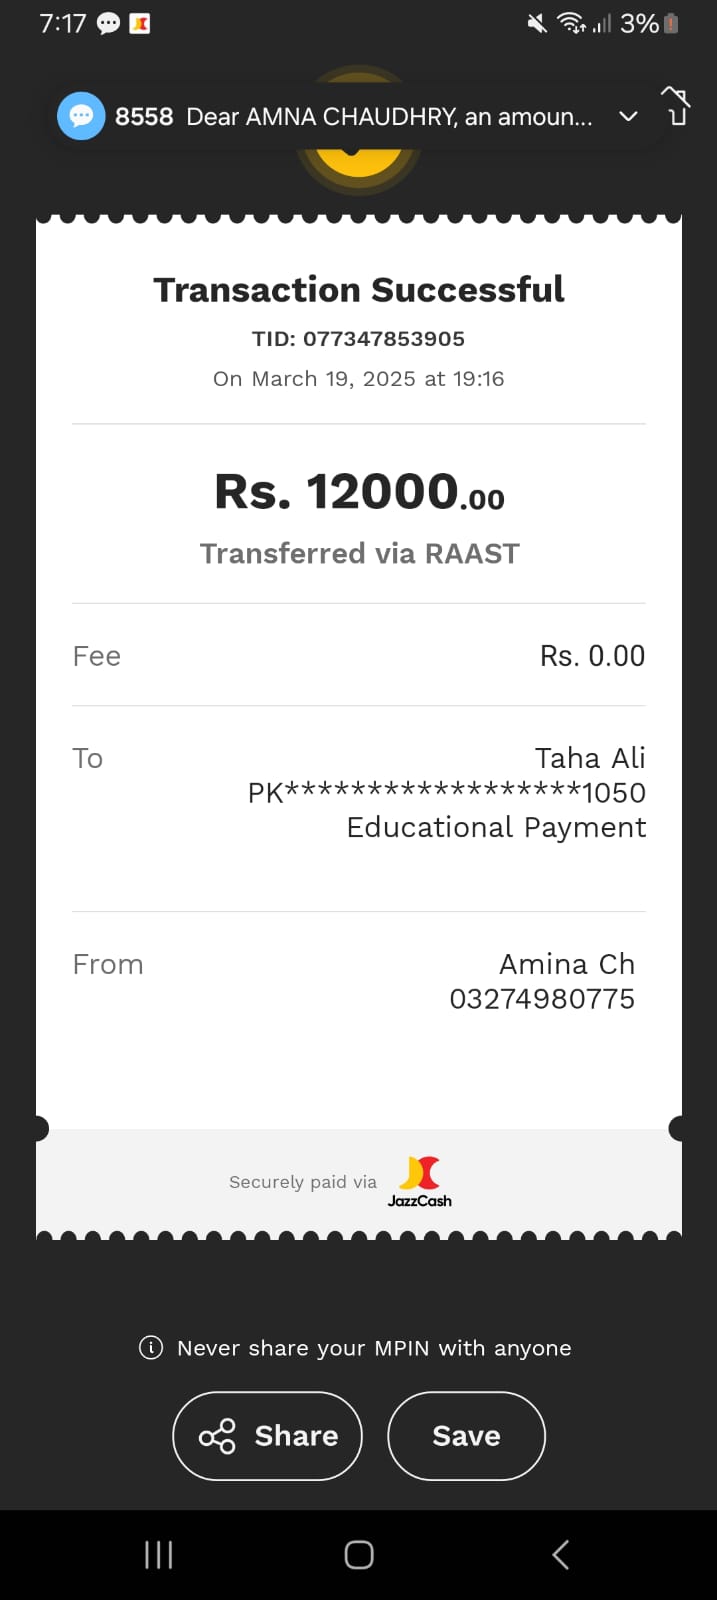 7:17 3%
8558 Dear AMNA CHAUDHRY, an amoun...
Transaction Successful
TID: 077347853905
On March 19, 2025 at 19:16
Rs. 12000.00
Transferred via RAAST
Fee Rs. 0.00
To Taha Ali
PK******************1050
Educational Payment
From Amina Ch
03274980775
Securely paid via JazzCash
Never share your MPIN with anyone
Share Save